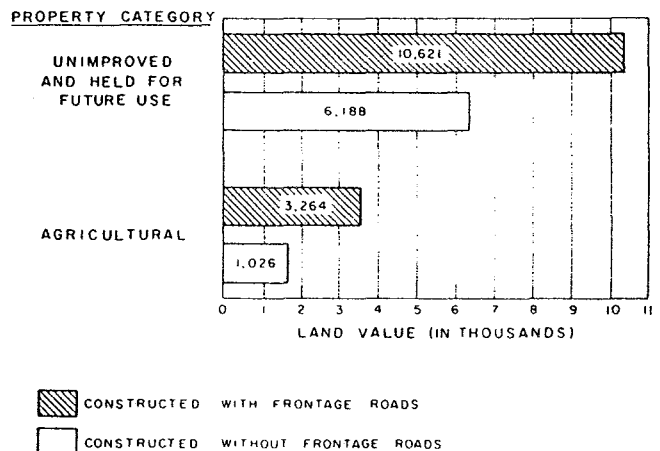 PROPERTY CATEGORY
UNIMPROVED
AND HELD FOR
FUTURE USE
10,621
6,188
AGRICULTURAL
3,264
1,026
0 1 2 3 4 5 6 7 8 9 10 11
LAND VALUE (IN THOUSANDS)
CONSTRUCTED WITH FRONTAGE ROADS
CONSTRUCTED WITHOUT FRONTAGE ROADS